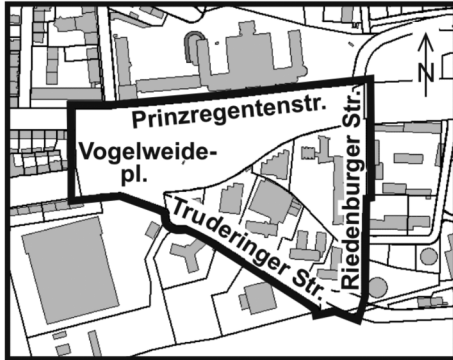 Prinzregentenstr.
N
Vogelweide-
pl.
Truderinger Str.
Riedenburger Str.